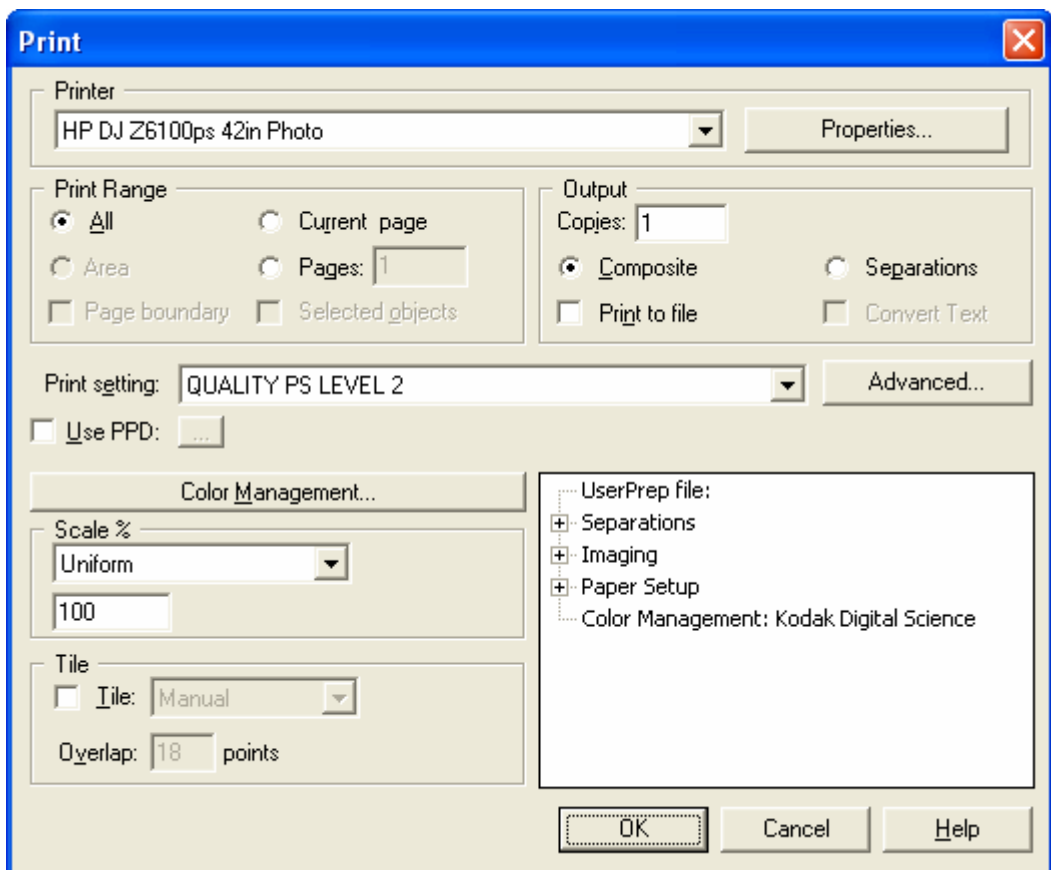 Print
Printer
HP DJ Z6100ps 42in Photo
Properties...
Print Range
All
Current page
Area
Pages: 1
Page boundary
Selected objects
Output
Copies: 1
Composite
Separations
Print to file
Convert Text
Print setting: QUALITY PS LEVEL 2
Advanced...
Use PPD: ...
Color Management...
Scale %
Uniform
100
Tile
Tile: Manual
Overlap: 18 points
UserPrep file:
Separations
Imaging
Paper Setup
Color Management: Kodak Digital Science
OK
Cancel
Help